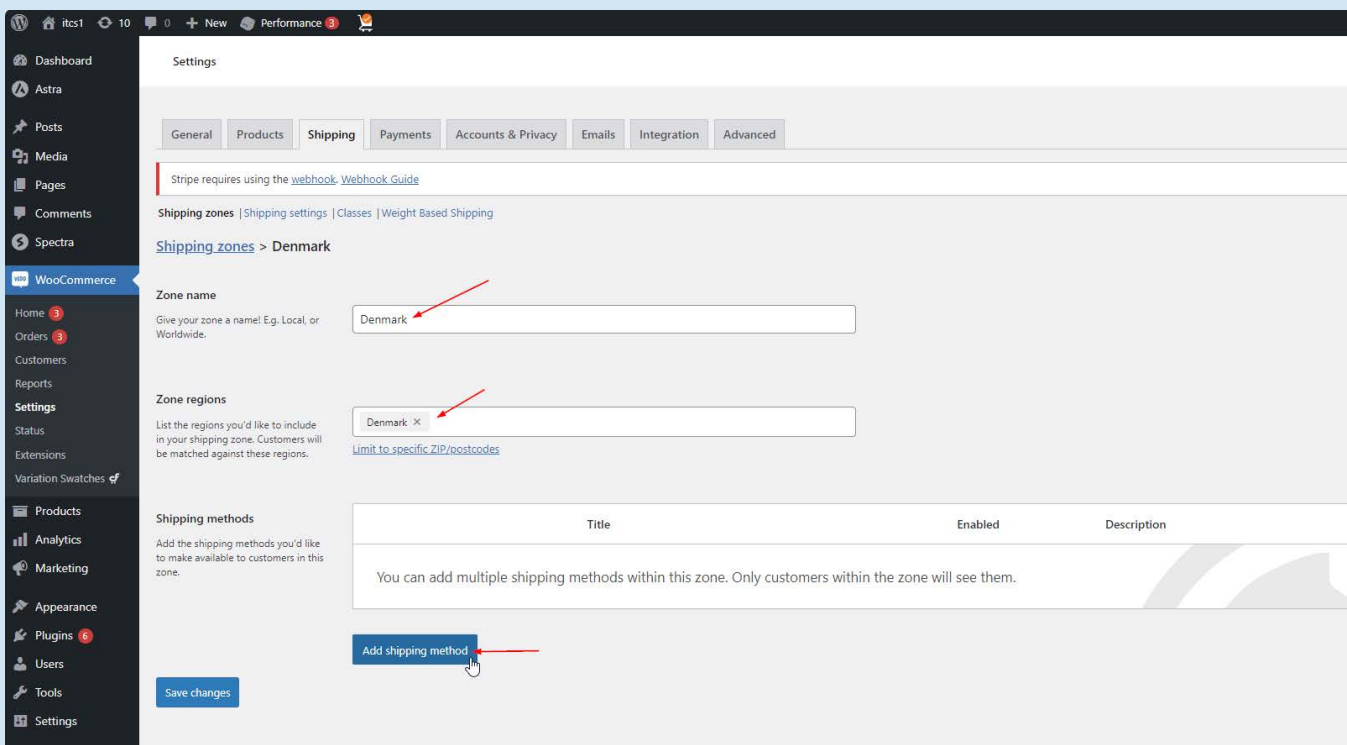 itcs1 10 0 + New Performance 3
Dashboard
Astra
Posts
Media
Pages
Comments
Spectra
WooCommerce
Home 3
Orders 3
Customers
Reports
Settings
Status
Extensions
Variation Swatches
Products
Analytics
Marketing
Appearance
Plugins 6
Users
Tools
Settings
Settings
General Products Shipping Payments Accounts & Privacy Emails Integration Advanced
Stripe requires using the webhook. Webhook Guide
Shipping zones | Shipping settings | Classes | Weight Based Shipping
Shipping zones > Denmark
Zone name
Give your zone a name! E.g. Local, or
Worldwide.
Denmark
Zone regions
List the regions you'd like to include
in your shipping zone. Customers will
be matched against these regions.
Denmark ×
Limit to specific ZIP/postcodes
Shipping methods
Add the shipping methods you'd like
to make available to customers in this
zone.
Title Enabled Description
You can add multiple shipping methods within this zone. Only customers within the zone will see them.
Add shipping method
Save changes